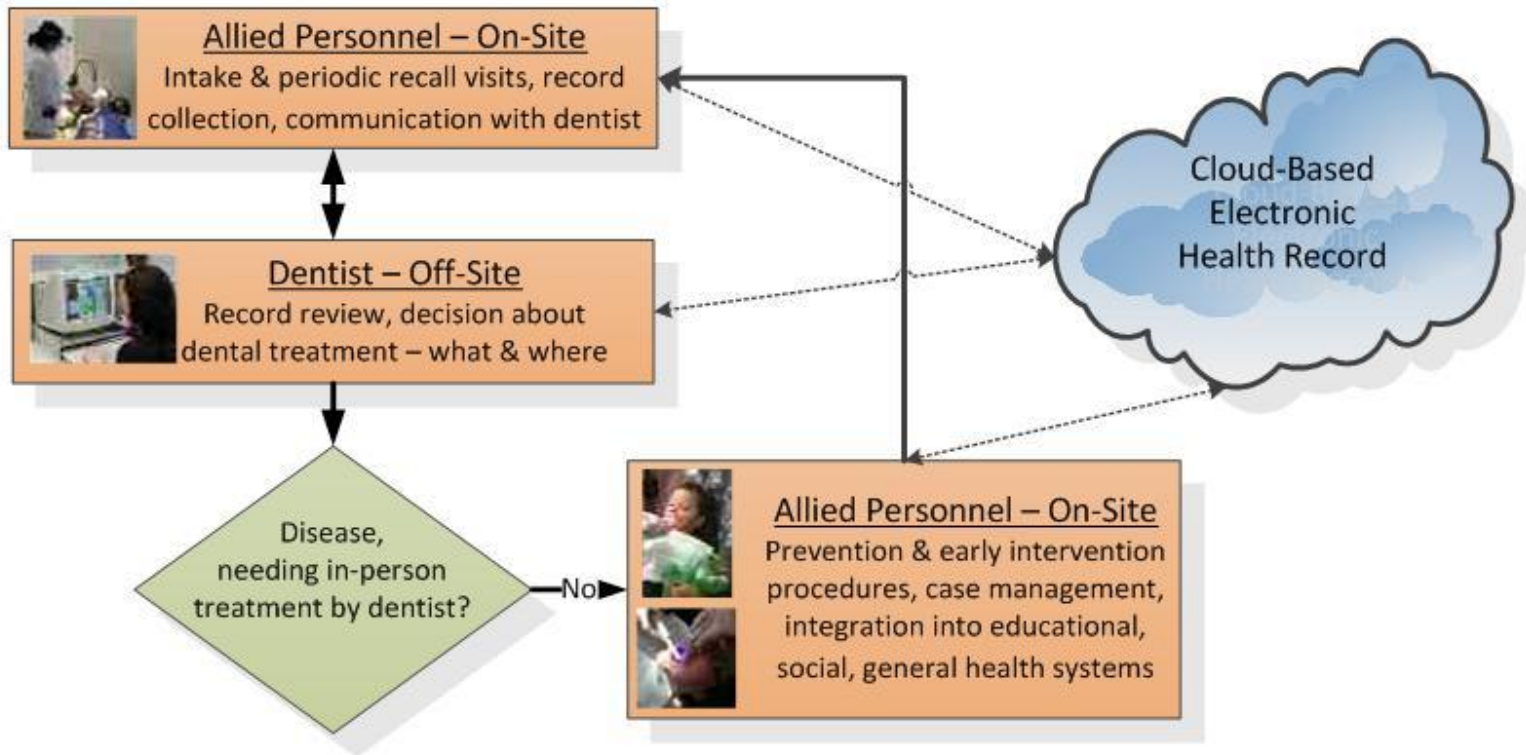 Allied Personnel – On-Site
Intake & periodic recall visits, record
collection, communication with dentist
Dentist – Off-Site
Record review, decision about
dental treatment – what & where
Cloud-Based
Electronic
Health Record
Disease,
needing in-person
treatment by dentist?
No
Allied Personnel – On-Site
Prevention & early intervention
procedures, case management,
integration into educational,
social, general health systems